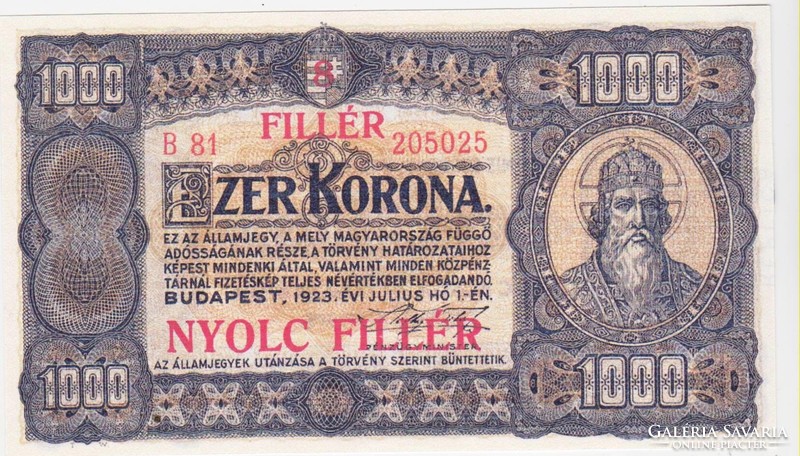 1000
8
1000
FILLÉR
B 81
205025
EZER KORONA.
EZ AZ ÁLLAMJEGY, A MELY MAGYARORSZÁG FÜGGŐ
ADÓSSÁGÁNAK RÉSZE, A TÖRVÉNY HATÁROZATAIHOZ
KÉPEST MINDENKI ÁLTAL, VALAMINT MINDEN KÖZPÉNZ-
TÁRNÁL FIZETÉSKÉP TELJES NÉVÉRTÉKBEN ELFOGADANDÓ.
BUDAPEST, 1923. ÉVI JULIUS HÓ 1.-ÉN.
NYOLC FILLÉR
PÉNZÜGYMINISTER
AZ ÁLLAMJEGYEK UTÁNZÁSA A TÖRVÉNY SZERINT BÜNTETTETIK.
1000
8
1000
GALÉRIA SAVARIA
ONLINE PIACTÉR